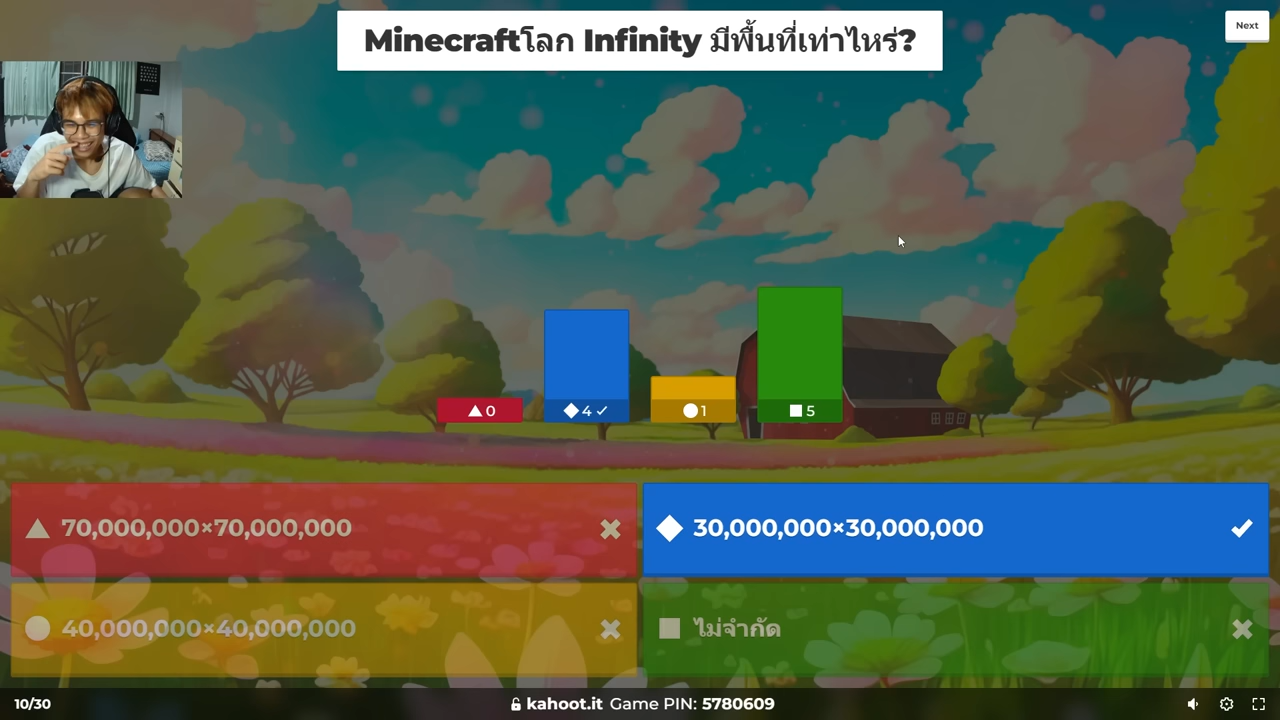 Minecraftโลก Infinity มีพื้นที่เท่าไหร่?
Next
0
4
1
5
70,000,000×70,000,000
30,000,000×30,000,000
40,000,000×40,000,000
ไม่จำกัด
10/30
kahoot.it Game PIN: 5780609